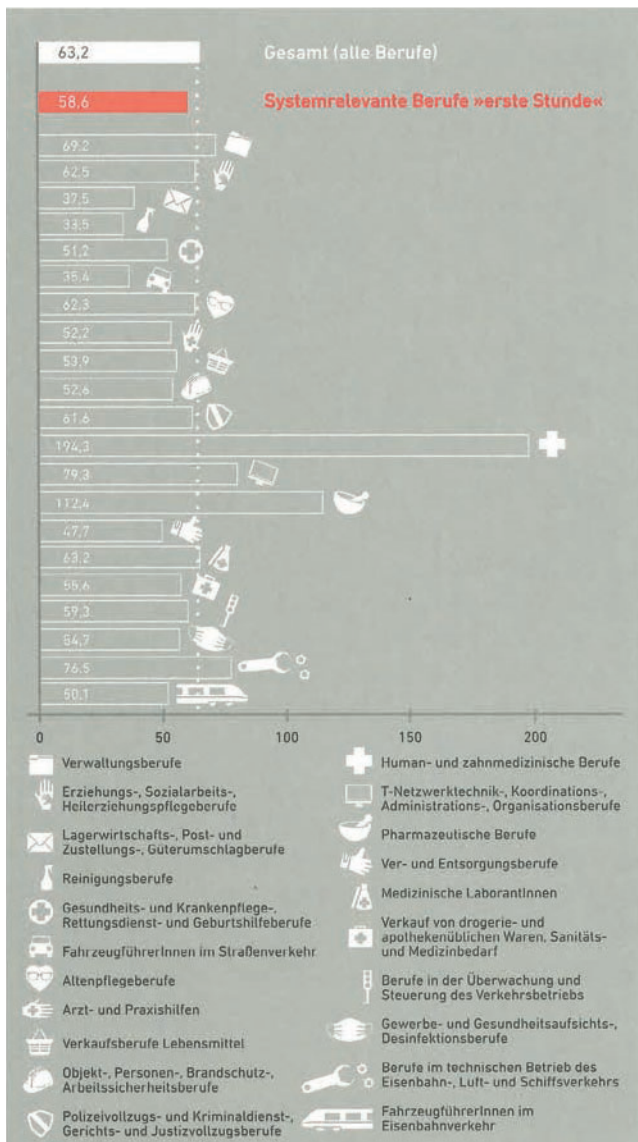 63,2 Gesamt (alle Berufe)
58,6 Systemrelevante Berufe »erste Stunde«
69,2
62,5
37,5
33,5
51,2
35,4
62,3
52,2
53,9
52,6
61,6
194,3
79,3
112,4
47,7
63,2
55,6
59,3
84,7
76,5
50,1
0 50 100 150 200
Verwaltungsberufe
Erziehungs-, Sozialarbeits-,
Heilerziehungspflegeberufe
Lagerwirtschafts-, Post- und
Zustellungs-, Güterumschlagberufe
Reinigungsberufe
Gesundheits- und Krankenpflege-,
Rettungsdienst- und Geburtshilfeberufe
FahrzeugführerInnen im Straßenverkehr
Altenpflegeberufe
Arzt- und Praxishilfen
Verkaufsberufe Lebensmittel
Objekt-, Personen-, Brandschutz-,
Arbeitssicherheitsberufe
Polizeivollzugs- und Kriminaldienst-,
Gerichts- und Justizvollzugsberufe
Human- und zahnmedizinische Berufe
T-Netzwerktechnik-, Koordinations-,
Administrations-, Organisationsberufe
Pharmazeutische Berufe
Ver- und Entsorgungsberufe
Medizinische LaborantInnen
Verkauf von drogerie- und
apothekenüblichen Waren, Sanitäts-
und Medizinbedarf
Berufe in der Überwachung und
Steuerung des Verkehrsbetriebs
Gewerbe- und Gesundheitsaufsichts-,
Desinfektionsberufe
Berufe im technischen Betrieb des
Eisenbahn-, Luft- und Schiffsverkehrs
FahrzeugführerInnen im
Eisenbahnverkehr